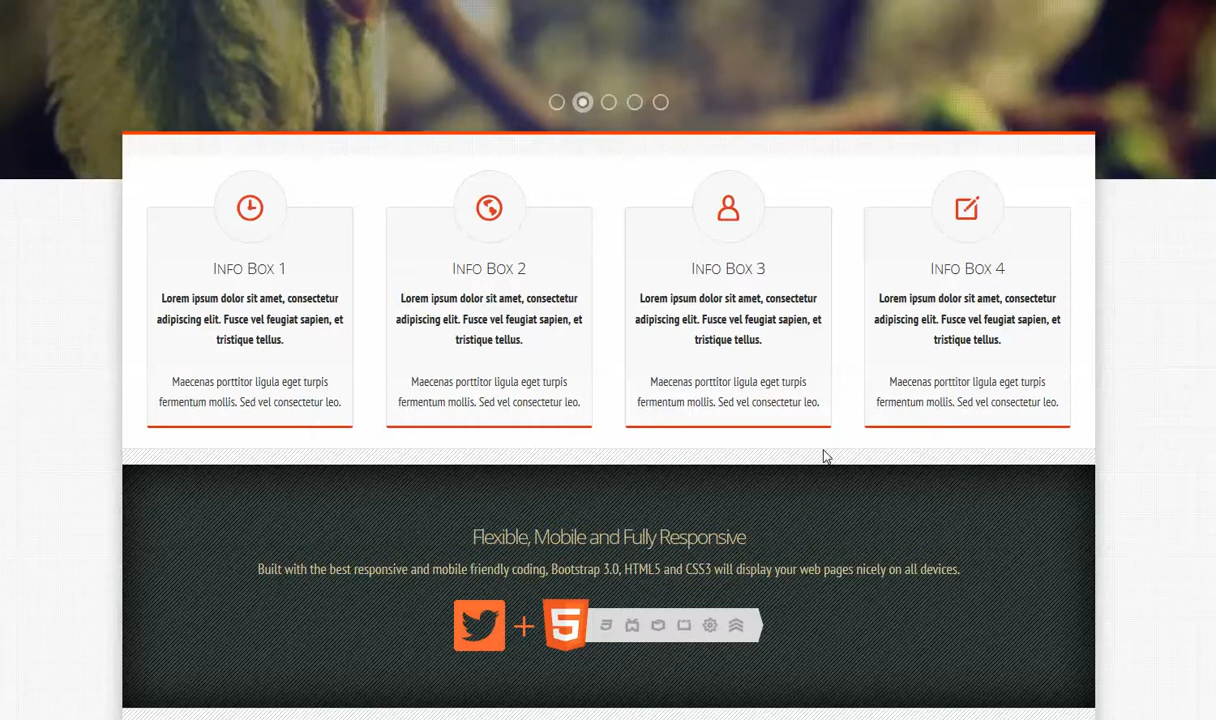 Info Box 1
Lorem ipsum dolor sit amet, consectetur
adipiscing elit. Fusce vel feugiat sapien, et
tristique tellus.
Maecenas porttitor ligula eget turpis
fermentum mollis. Sed vel consectetur leo.
Info Box 2
Lorem ipsum dolor sit amet, consectetur
adipiscing elit. Fusce vel feugiat sapien, et
tristique tellus.
Maecenas porttitor ligula eget turpis
fermentum mollis. Sed vel consectetur leo.
Info Box 3
Lorem ipsum dolor sit amet, consectetur
adipiscing elit. Fusce vel feugiat sapien, et
tristique tellus.
Maecenas porttitor ligula eget turpis
fermentum mollis. Sed vel consectetur leo.
Info Box 4
Lorem ipsum dolor sit amet, consectetur
adipiscing elit. Fusce vel feugiat sapien, et
tristique tellus.
Maecenas porttitor ligula eget turpis
fermentum mollis. Sed vel consectetur leo.
Flexible, Mobile and Fully Responsive
Built with the best responsive and mobile friendly coding, Bootstrap 3.0, HTML5 and CSS3 will display your web pages nicely on all devices.
+ 5